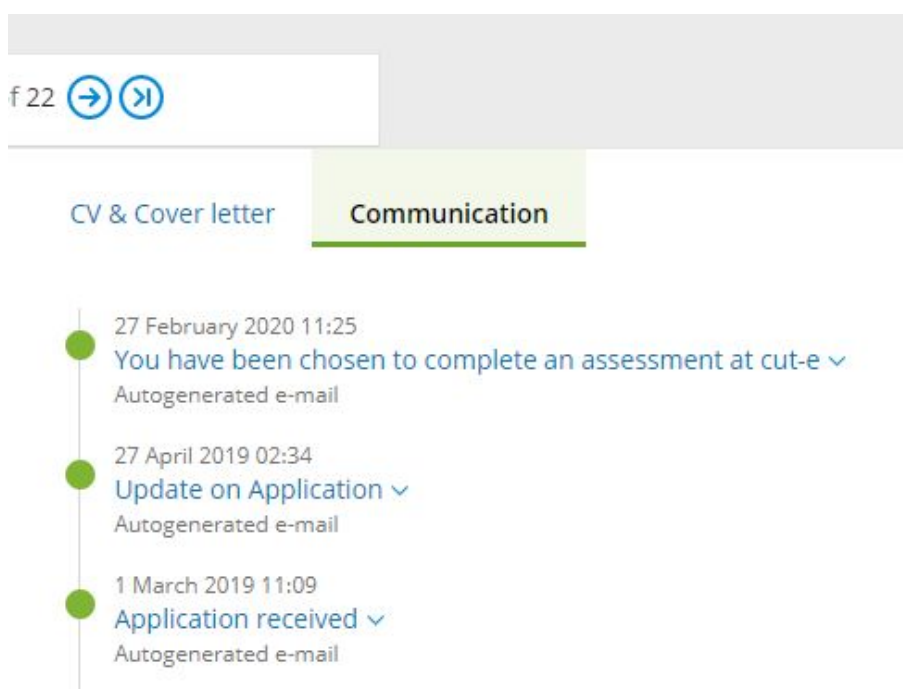 of 22
CV & Cover letter
Communication
27 February 2020 11:25
You have been chosen to complete an assessment at cut-e
Autogenerated e-mail
27 April 2019 02:34
Update on Application
Autogenerated e-mail
1 March 2019 11:09
Application received
Autogenerated e-mail